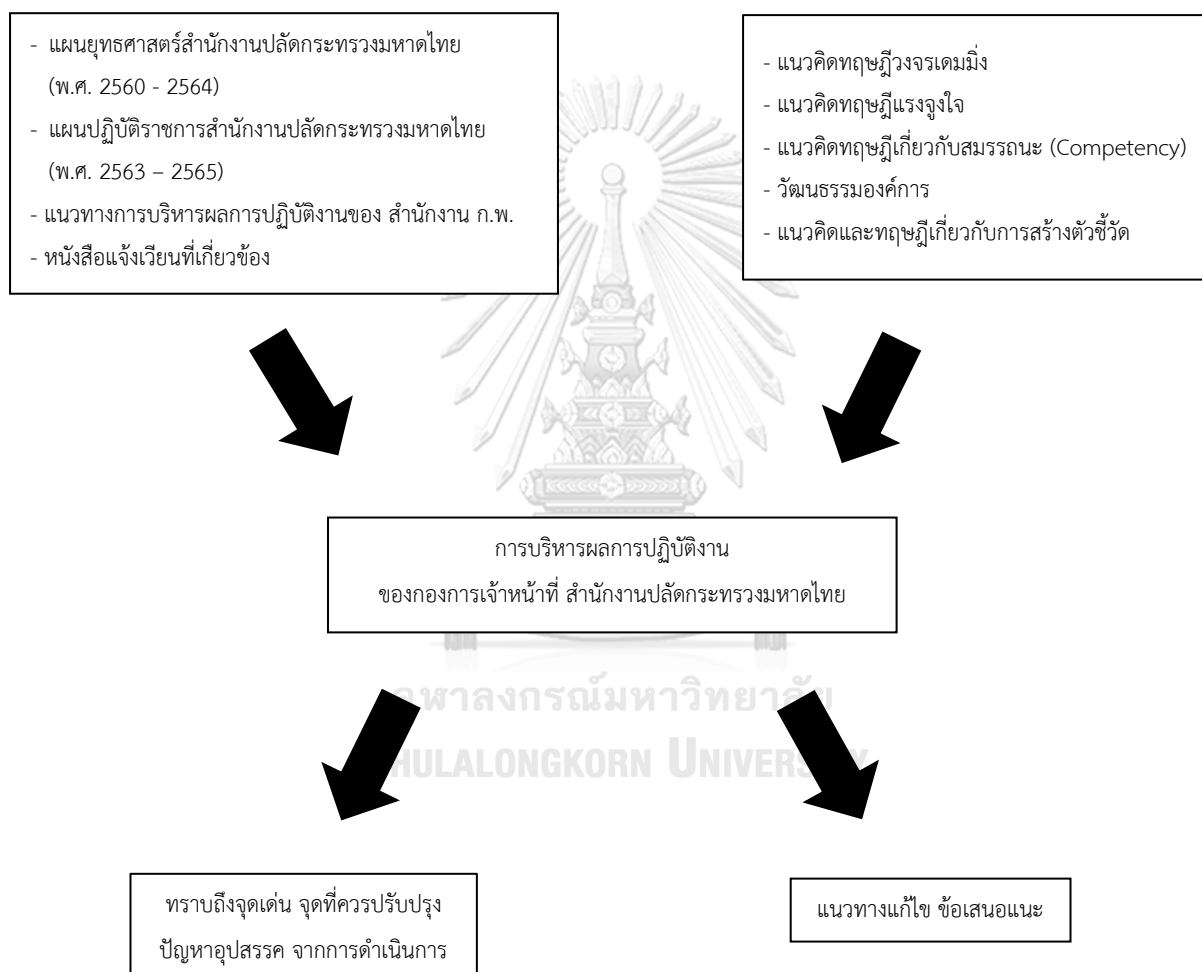 - แผนยุทธศาสตร์สำนักงานปลัดกระทรวงมหาดไทย
(พ.ศ. 2560 - 2564)
- แผนปฏิบัติราชการสำนักงานปลัดกระทรวงมหาดไทย
(พ.ศ. 2563 – 2565)
- แนวทางการบริหารผลการปฏิบัติงานของ สำนักงาน ก.พ.
- หนังสือแจ้งเวียนที่เกี่ยวข้อง
- แนวคิดทฤษฎีวงจรเดมมิ่ง
- แนวคิดทฤษฎีแรงจูงใจ
- แนวคิดทฤษฎีเกี่ยวกับสมรรถนะ (Competency)
- วัฒนธรรมองค์การ
- แนวคิดและทฤษฎีเกี่ยวกับการสร้างตัวชี้วัด
การบริหารผลการปฏิบัติงาน
ของกองการเจ้าหน้าที่ สำนักงานปลัดกระทรวงมหาดไทย
จุฬาลงกรณ์มหาวิทยาลัย
CHULALONGKORN UNIVERSITY
ทราบถึงจุดเด่น จุดที่ควรปรับปรุง
ปัญหาอุปสรรค จากการดำเนินการ
แนวทางแก้ไข ข้อเสนอแนะ